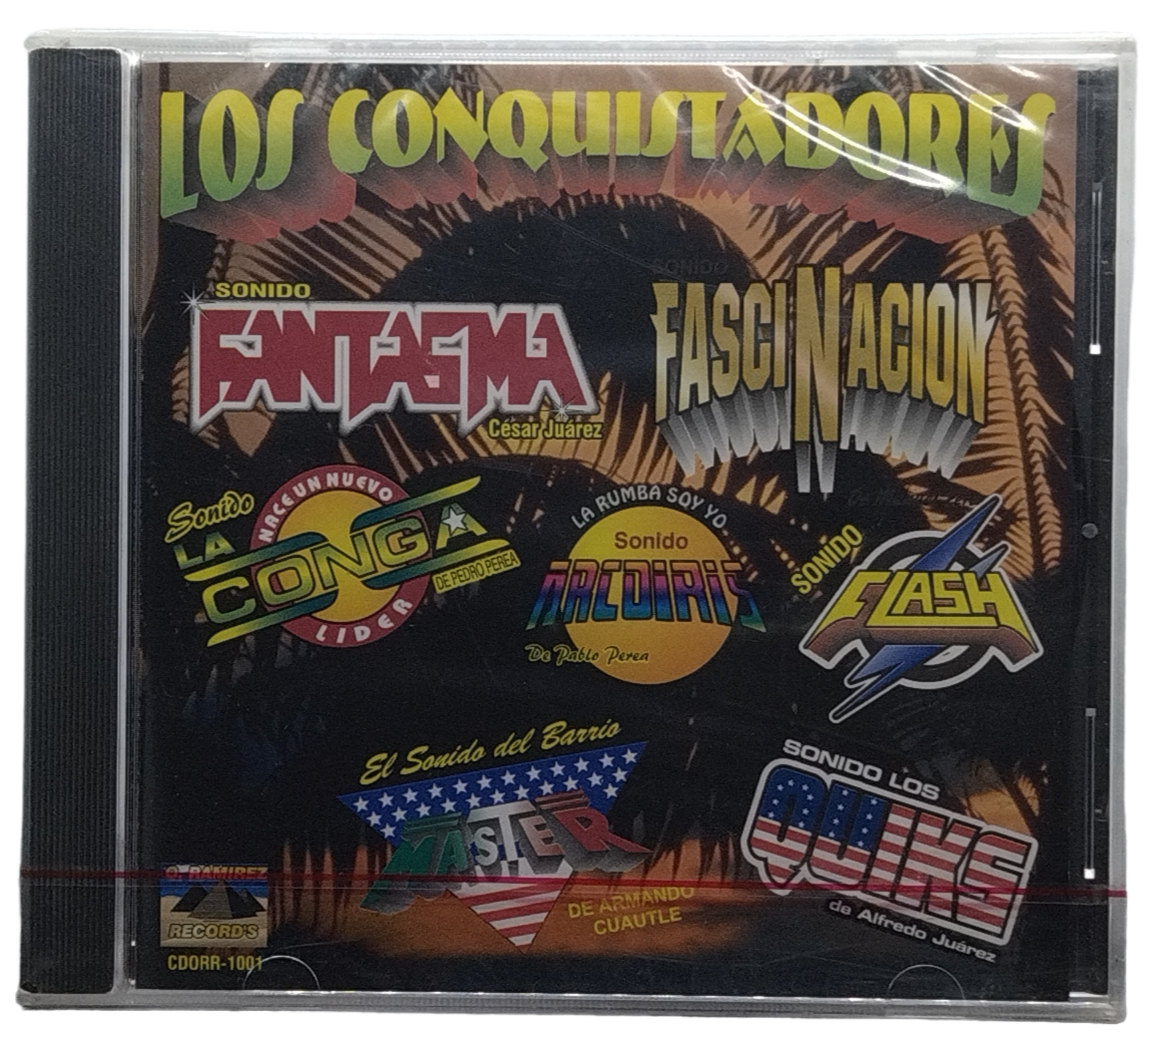 LOS CONQUISTADORES
SONIDO
FANTASMA
César Juárez
SONIDO
FASCINACION
Sonido
LA
CONGA
NACE UN NUEVO
LIDER
DE PEDRO PEREA
LA RUMBA SOY YO
Sonido
ARCOIRIS
De Pablo Perea
SONIDO
CLASH
El Sonido del Barrio
MASTER
DE ARMANDO
CUAUTLE
SONIDO LOS
QUIKS
de Alfredo Juárez
O. RAMIREZ
RECORD'S
CDORR-1001